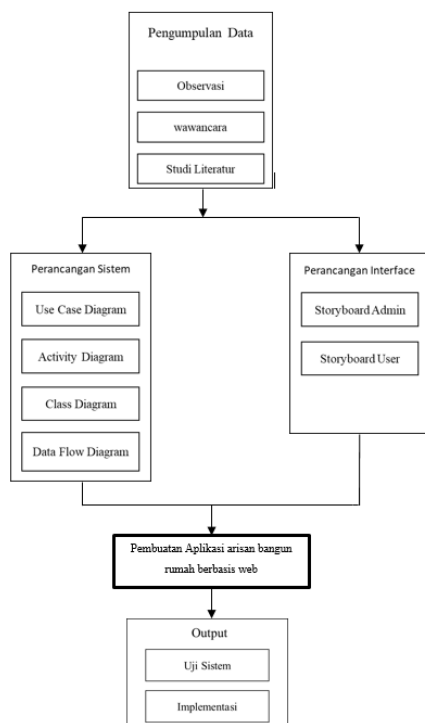 Pengumpulan Data
Observasi
wawancara
Studi Literatur
Perancangan Sistem
Use Case Diagram
Activity Diagram
Class Diagram
Data Flow Diagram
Perancangan Interface
Storyboard Admin
Storyboard User
Pembuatan Aplikasi arisan bangun
rumah berbasis web
Output
Uji Sistem
Implementasi